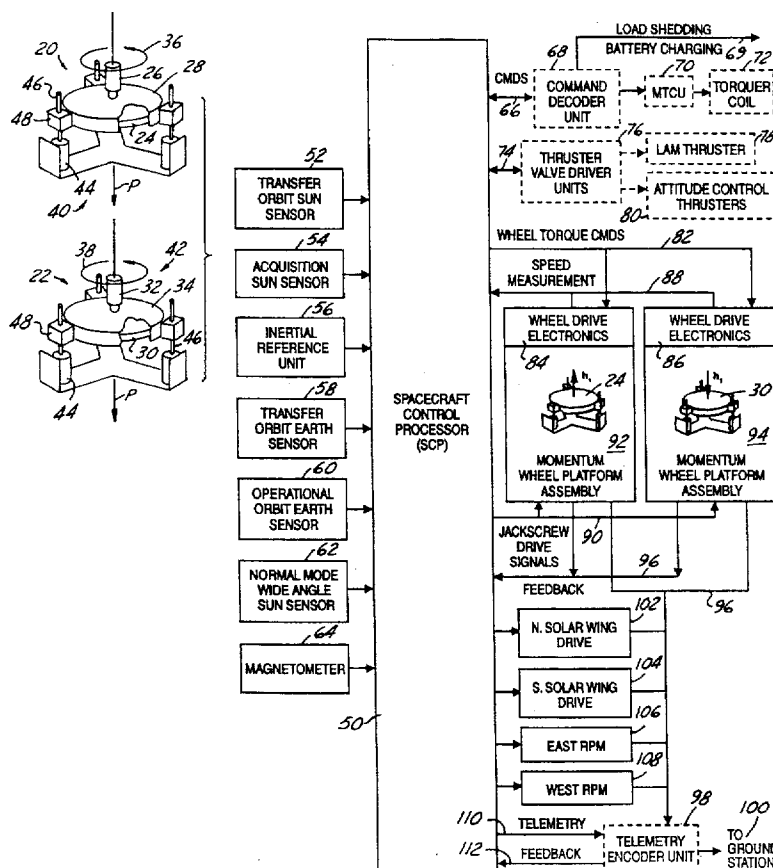 36
20
46
26
28
48
24
44
P
40
38
42
22
32
34
48
46
30
44
P
52
TRANSFER
ORBIT SUN
SENSOR
54
ACQUISITION
SUN SENSOR
56
INERTIAL
REFERENCE
UNIT
58
TRANSFER
ORBIT EARTH
SENSOR
60
OPERATIONAL
ORBIT EARTH
SENSOR
62
NORMAL MODE
WIDE ANGLE
SUN SENSOR
64
MAGNETOMETER
50
SPACECRAFT
CONTROL
PROCESSOR
(SCP)
LOAD SHEDDING
BATTERY CHARGING
69
68
70
72
CMDS
66
COMMAND
DECODER
UNIT
MTCU
TORQUER
COIL
74
76
THRUSTER
VALVE DRIVER
UNITS
78
LAM THRUSTER
ATTITUDE CONTROL
THRUSTERS
80
WHEEL TORQUE CMDS
82
SPEED
MEASUREMENT
88
WHEEL DRIVE
ELECTRONICS
WHEEL DRIVE
ELECTRONICS
84
86
h₁
24
h₁
30
92
94
MOMENTUM
WHEEL PLATFORM
ASSEMBLY
MOMENTUM
WHEEL PLATFORM
ASSEMBLY
JACKSCREW
DRIVE
SIGNALS
90
96
FEEDBACK
96
102
N. SOLAR WING
DRIVE
104
S. SOLAR WING
DRIVE
106
EAST RPM
108
WEST RPM
98
100
110
TELEMETRY
112
FEEDBACK
TELEMETRY
ENCODER UNIT
TO
GROUND
STATION